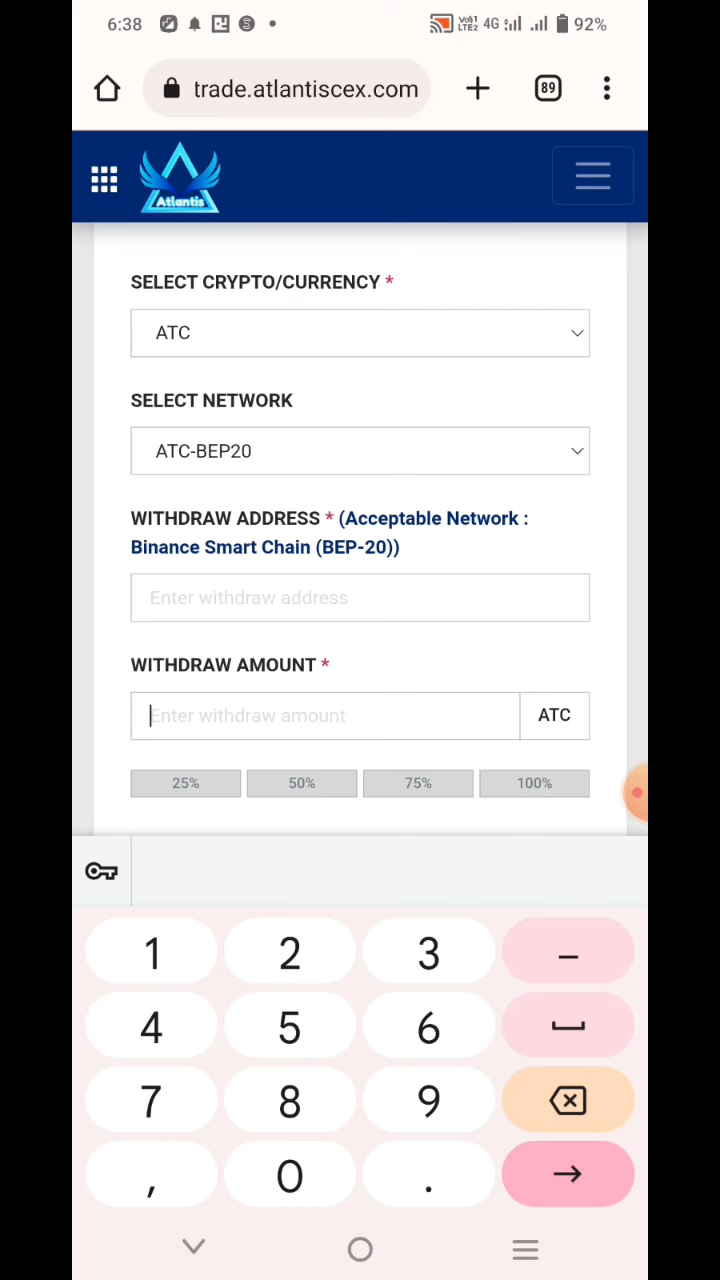 6:38
Vo1 LTE2 4G 92%
trade.atlantiscex.com
89
Atlantis
SELECT CRYPTO/CURRENCY *
ATC
SELECT NETWORK
ATC-BEP20
WITHDRAW ADDRESS * (Acceptable Network :
Binance Smart Chain (BEP-20))
Enter withdraw address
WITHDRAW AMOUNT *
Enter withdraw amount ATC
25% 50% 75% 100%
1 2 3 –
4 5 6
7 8 9
, 0 .